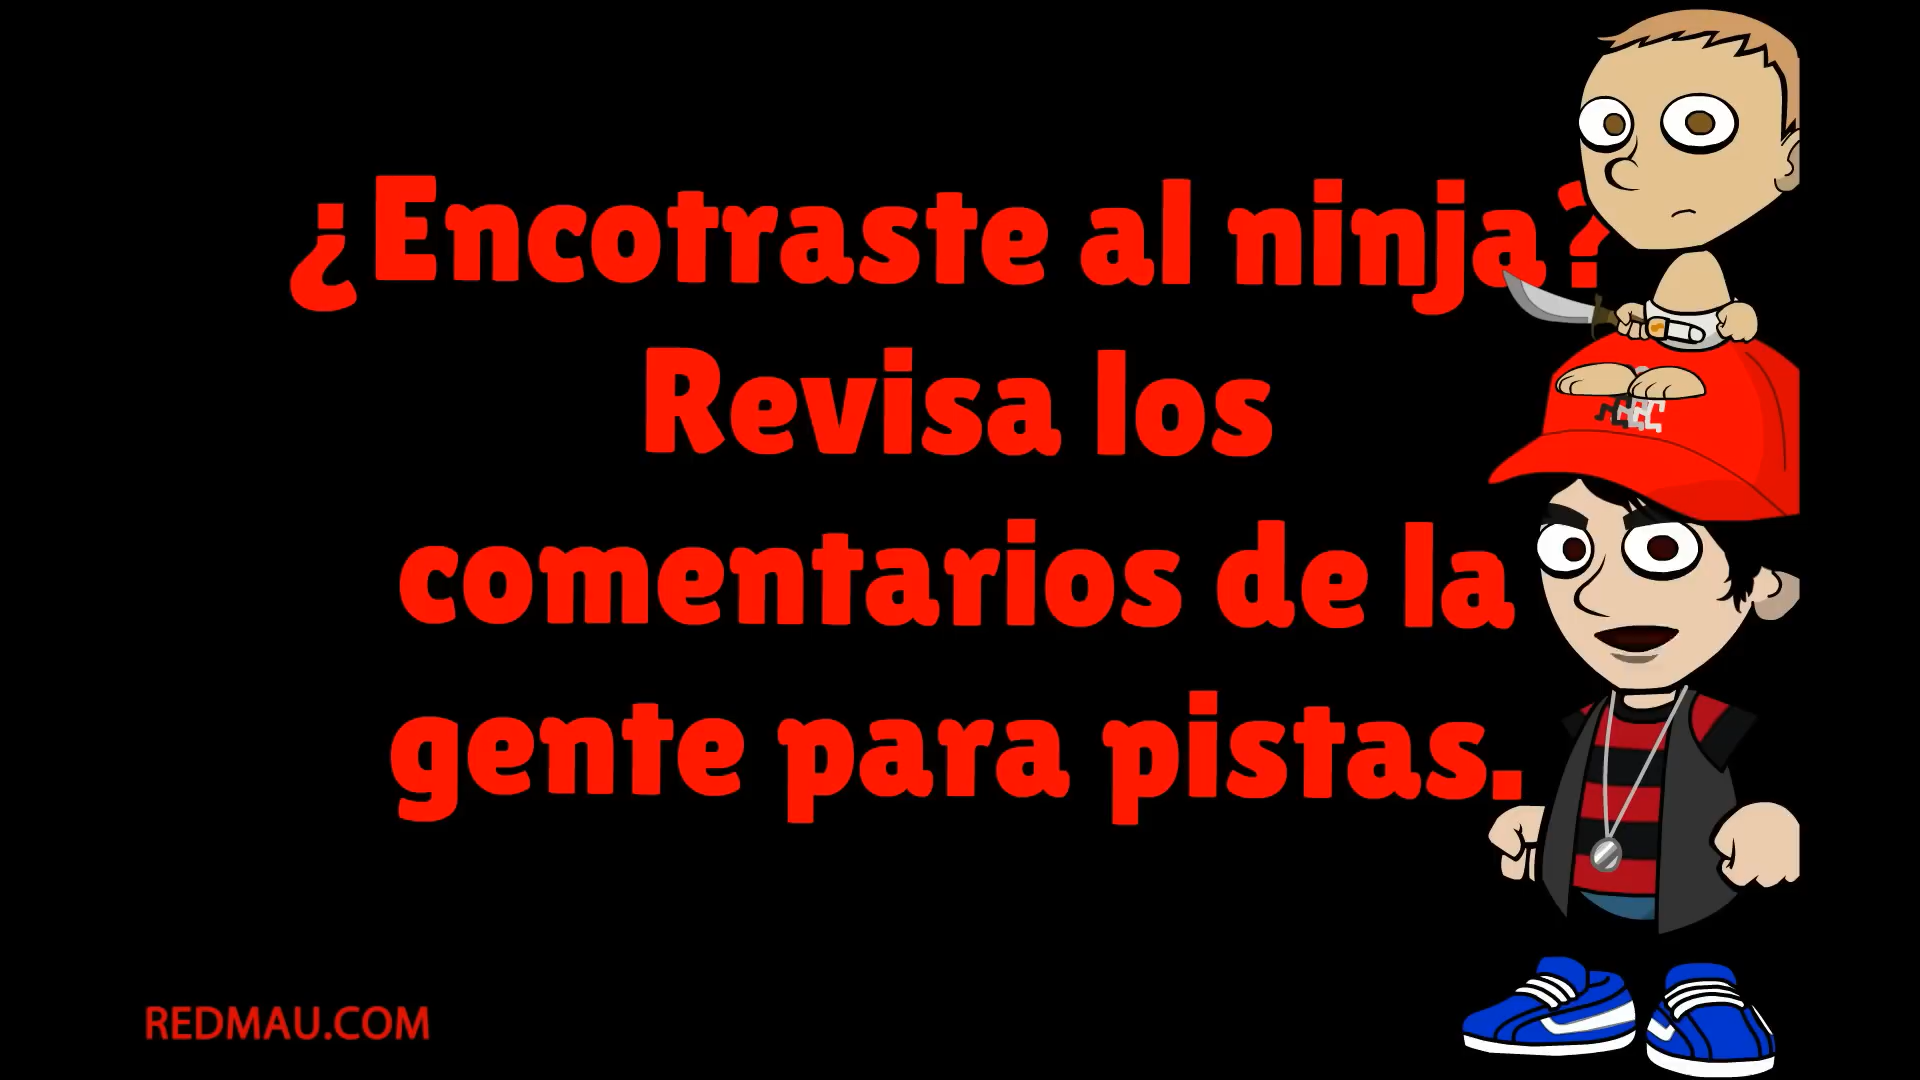 ¿Encotraste al ninja?
Revisa los
comentarios de la
gente para pistas.
REDMAU.COM